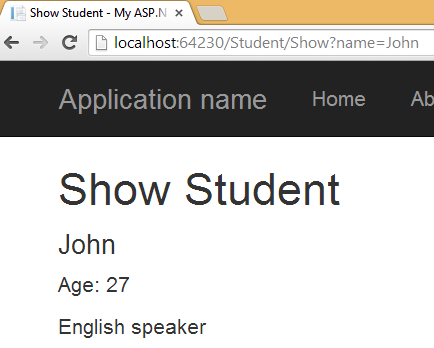 Show Student - My ASP.N
localhost:64230/Student/Show?name=John
Application name Home Ab
Show Student
John
Age: 27
English speaker